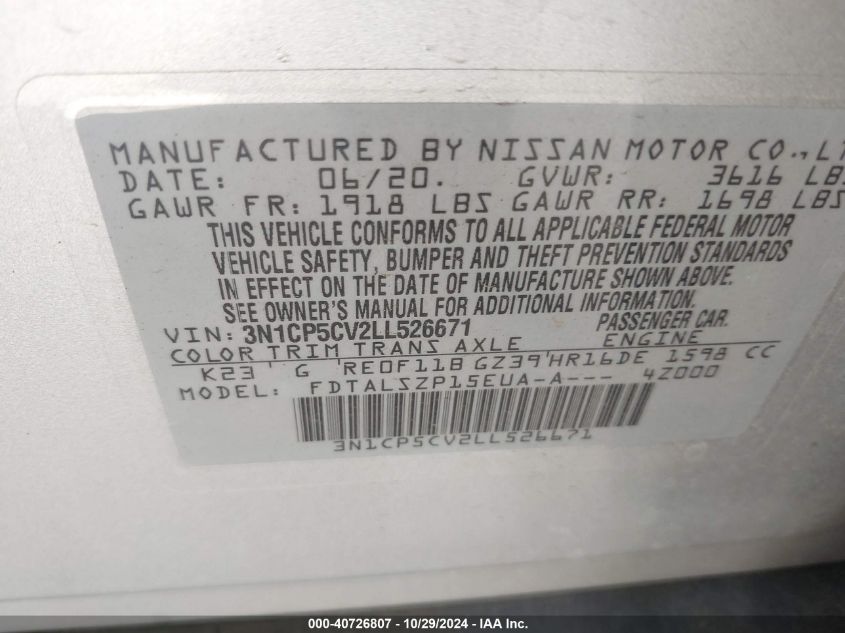 MANUFACTURED BY NISSAN MOTOR CO., LT
DATE: 06/20. GVWR: 3616 LBS
GAWR FR: 1918 LBS GAWR RR: 1698 LBS
THIS VEHICLE CONFORMS TO ALL APPLICABLE FEDERAL MOTOR
VEHICLE SAFETY, BUMPER AND THEFT PREVENTION STANDARDS
IN EFFECT ON THE DATE OF MANUFACTURE SHOWN ABOVE.
SEE OWNER'S MANUAL FOR ADDITIONAL INFORMATION.
VIN: 3N1CP5CV2LL526671 PASSENGER CAR.
COLOR TRIM TRANS AXLE ENGINE
K23 ' G 'RE0F11B GZ39'HR16DE 1598 CC
MODEL: FDTALSZP15EUA-A--- 4Z000
3N1CP5CV2LL526671
000-40726807 - 10/29/2024 - IAA Inc.